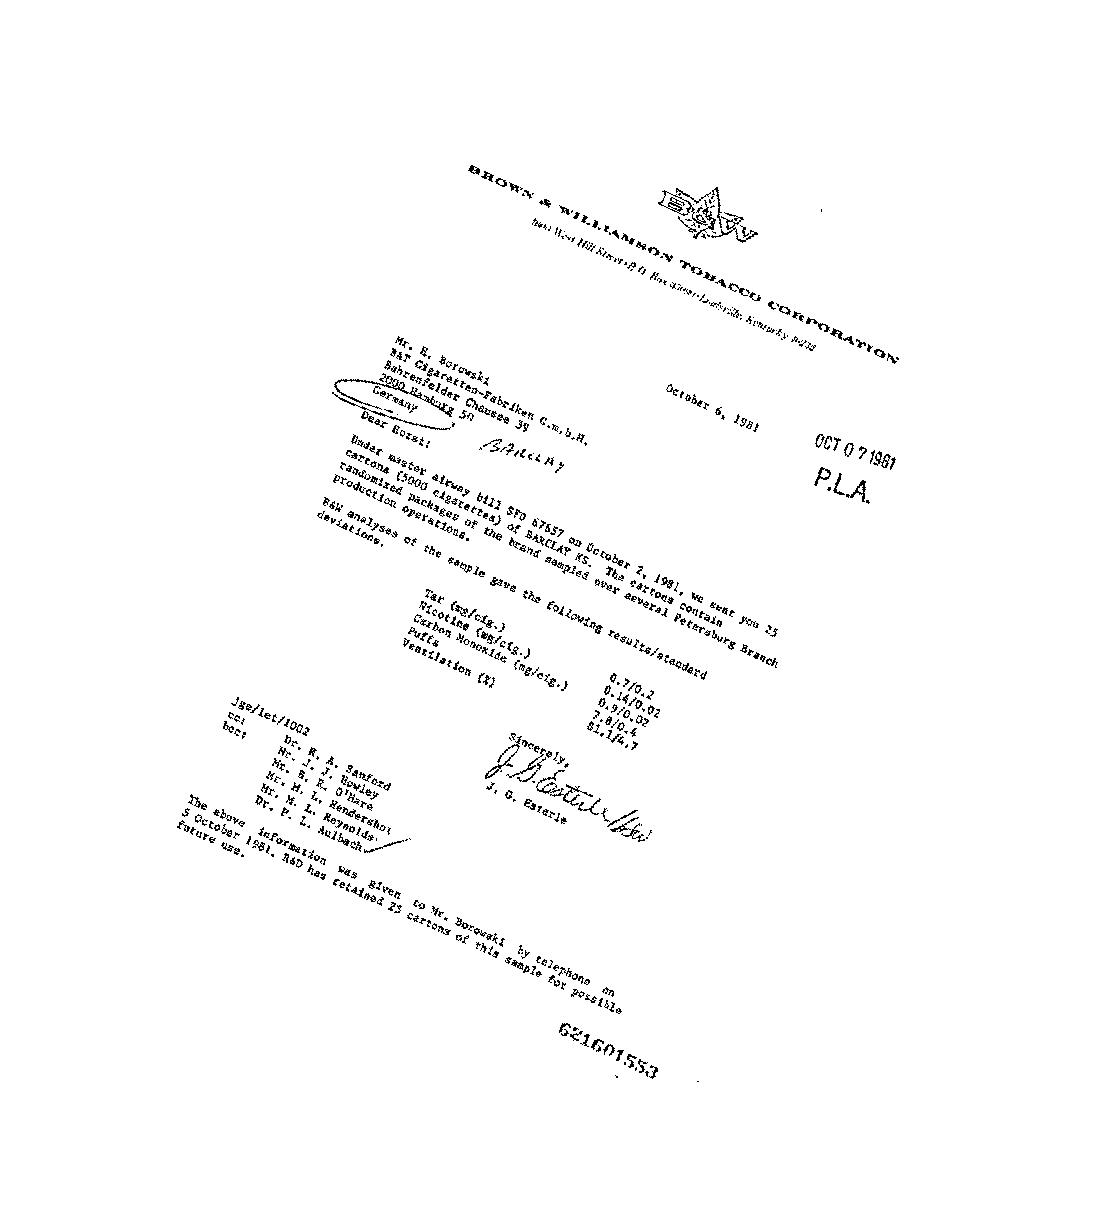 B&W
BROWN & WILLIAMSON TOBACCO CORPORATION
1600 West Hill Street Louisville, Kentucky
October 6, 1981
OCT 07 1981
P.L.A.
Mr. H. Borowski
BAT Cigaretten-Fabriken G.m.b.H.
Bahrenfelder Chausse 39
2000 Hamburg 50
Germany
BARCLAY
Dear Horst:
Under master airway bill SFO 67657 on October 2, 1981, we sent you 25
cartons (5000 cigarettes) of BARCLAY KS. The cartons contain
randomized packages of the brand sampled over several Petersburg Branch
production operations.
B&W analyses of the sample gave the following results/standard
deviations.
Tar (mg/cig.) 0.7/0.2
Nicotine (mg/cig.) 0.14/0.02
Carbon Monoxide (mg/cig.) 0.9/0.02
Puffs 7.8/0.4
Ventilation (%) 81.1/4.7
Sincerely,
J. G. Esterle
J. G. Esterle
jge/let/1002
cc: Dr. R. A. Sanford
Mr. J. J. Howley
bcc: Mr. B. R. O'Hare
Mr. M. L. Hendershot
Mr. M. L. Reynolds
Dr. P. L. Aulbach
The above information was given to Mr. Borowski by telephone on
5 October 1981. R&D has retained 25 cartons of this sample for possible
future use.
621601553